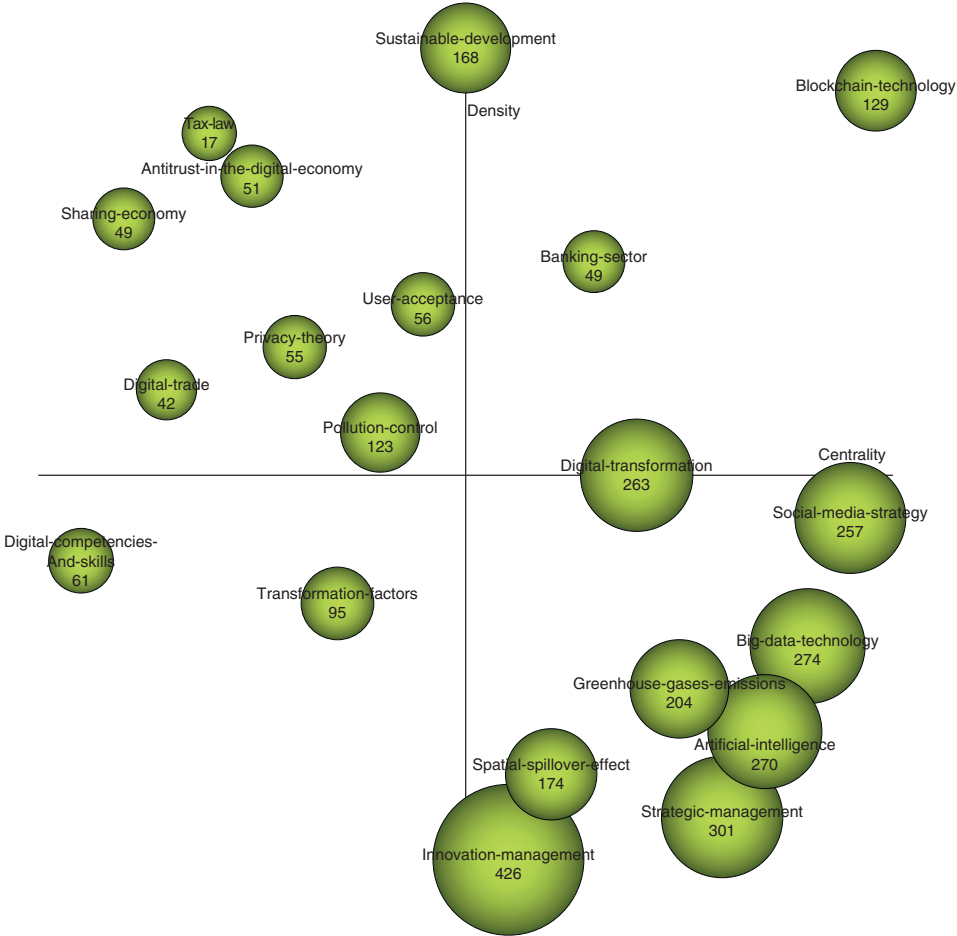 Sustainable-development
168
Blockchain-technology
129
Density
Tax-law
17
Antitrust-in-the-digital-economy
51
Sharing-economy
49
Banking-sector
49
User-acceptance
56
Privacy-theory
55
Digital-trade
42
Pollution-control
123
Centrality
Digital-transformation
263
Social-media-strategy
257
Digital-competencies-
And-skills
61
Transformation-factors
95
Big-data-technology
274
Greenhouse-gases-emissions
204
Artificial-intelligence
270
Spatial-spillover-effect
174
Strategic-management
301
Innovation-management
426